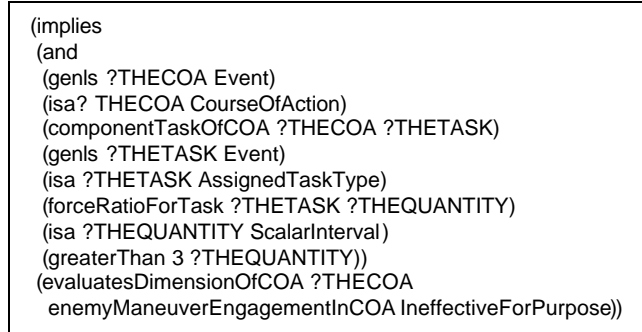 (implies
(and
(genls ?THECOA Event)
(isa? THECOA CourseOfAction)
(componentTaskOfCOA ?THECOA ?THETASK)
(genls ?THETASK Event)
(isa ?THETASK AssignedTaskType)
(forceRatioForTask ?THETASK ?THEQUANTITY)
(isa ?THEQUANTITY ScalarInterval)
(greaterThan 3 ?THEQUANTITY))
(evaluatesDimensionOfCOA ?THECOA
enemyManeuverEngagementInCOA IneffectiveForPurpose))